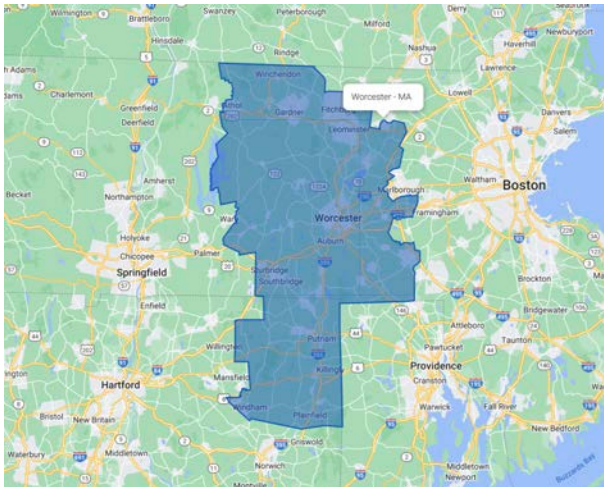 Brattleboro
Swanzey
Peterborough
Milford
Derry
Newburyport
Haverhill
Hinsdale
Rindge
Nashua
Lawrence
Winchendon
Worcester - MA
Adams
Charlemont
Athol
Gardner
Fitchburg
Lowell
Greenfield
Leominster
Danvers
Deerfield
Salem
Amherst
Marlborough
Waltham
Boston
Becket
Northampton
Worcester
Framingham
Holyoke
Chicopee
Palmer
Auburn
Springfield
Sturbridge
Southbridge
Brockton
Enfield
Bridgewater
Attleboro
Willington
Putnam
Taunton
Pawtucket
Mansfield
Killingly
Providence
Hartford
Cranston
Windham
Plainfield
Warwick
Fall River
Bristol
New Britain
Griswold
New Bedford
Waterbury
Middletown
Norwich
Middletown
Newport
Montville
Buzzards Bay